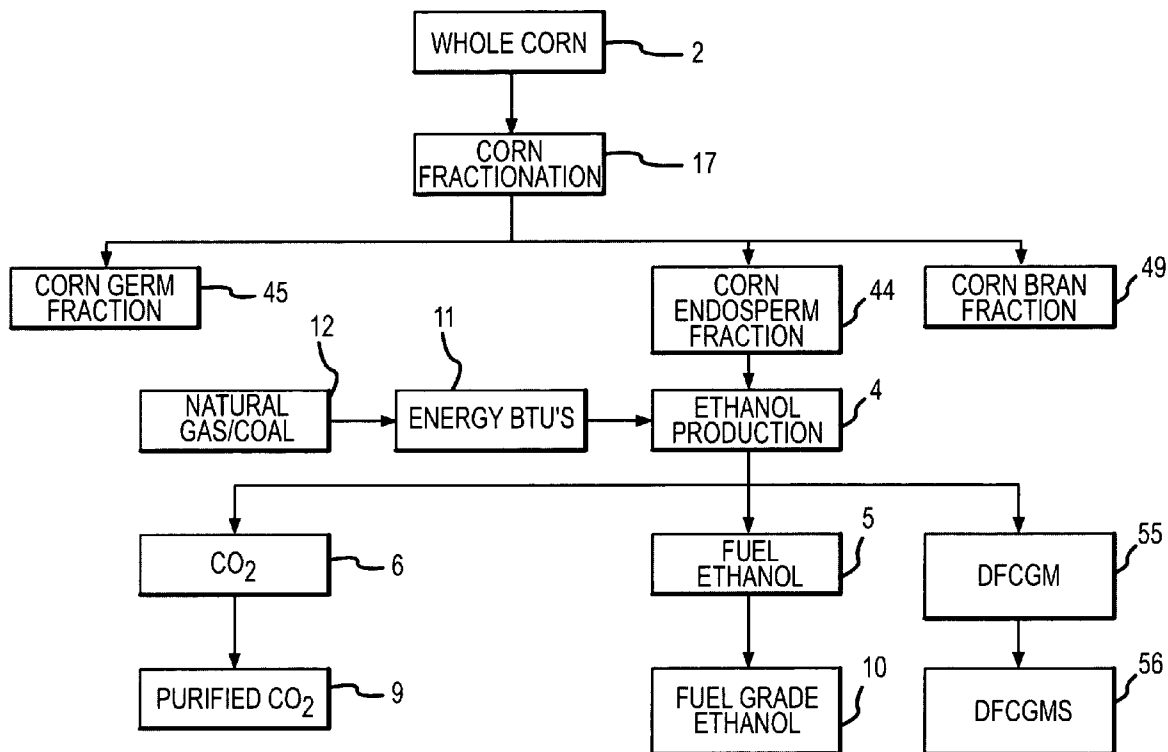 WHOLE CORN
2
CORN
FRACTIONATION
17
CORN GERM
FRACTION
45
CORN
ENDOSPERM
FRACTION
44
CORN BRAN
FRACTION
49
12
11
NATURAL
GAS/COAL
ENERGY BTU'S
ETHANOL
PRODUCTION
4
CO2
6
FUEL
ETHANOL
5
DFCGM
55
PURIFIED CO2
9
FUEL GRADE
ETHANOL
10
DFCGMS
56